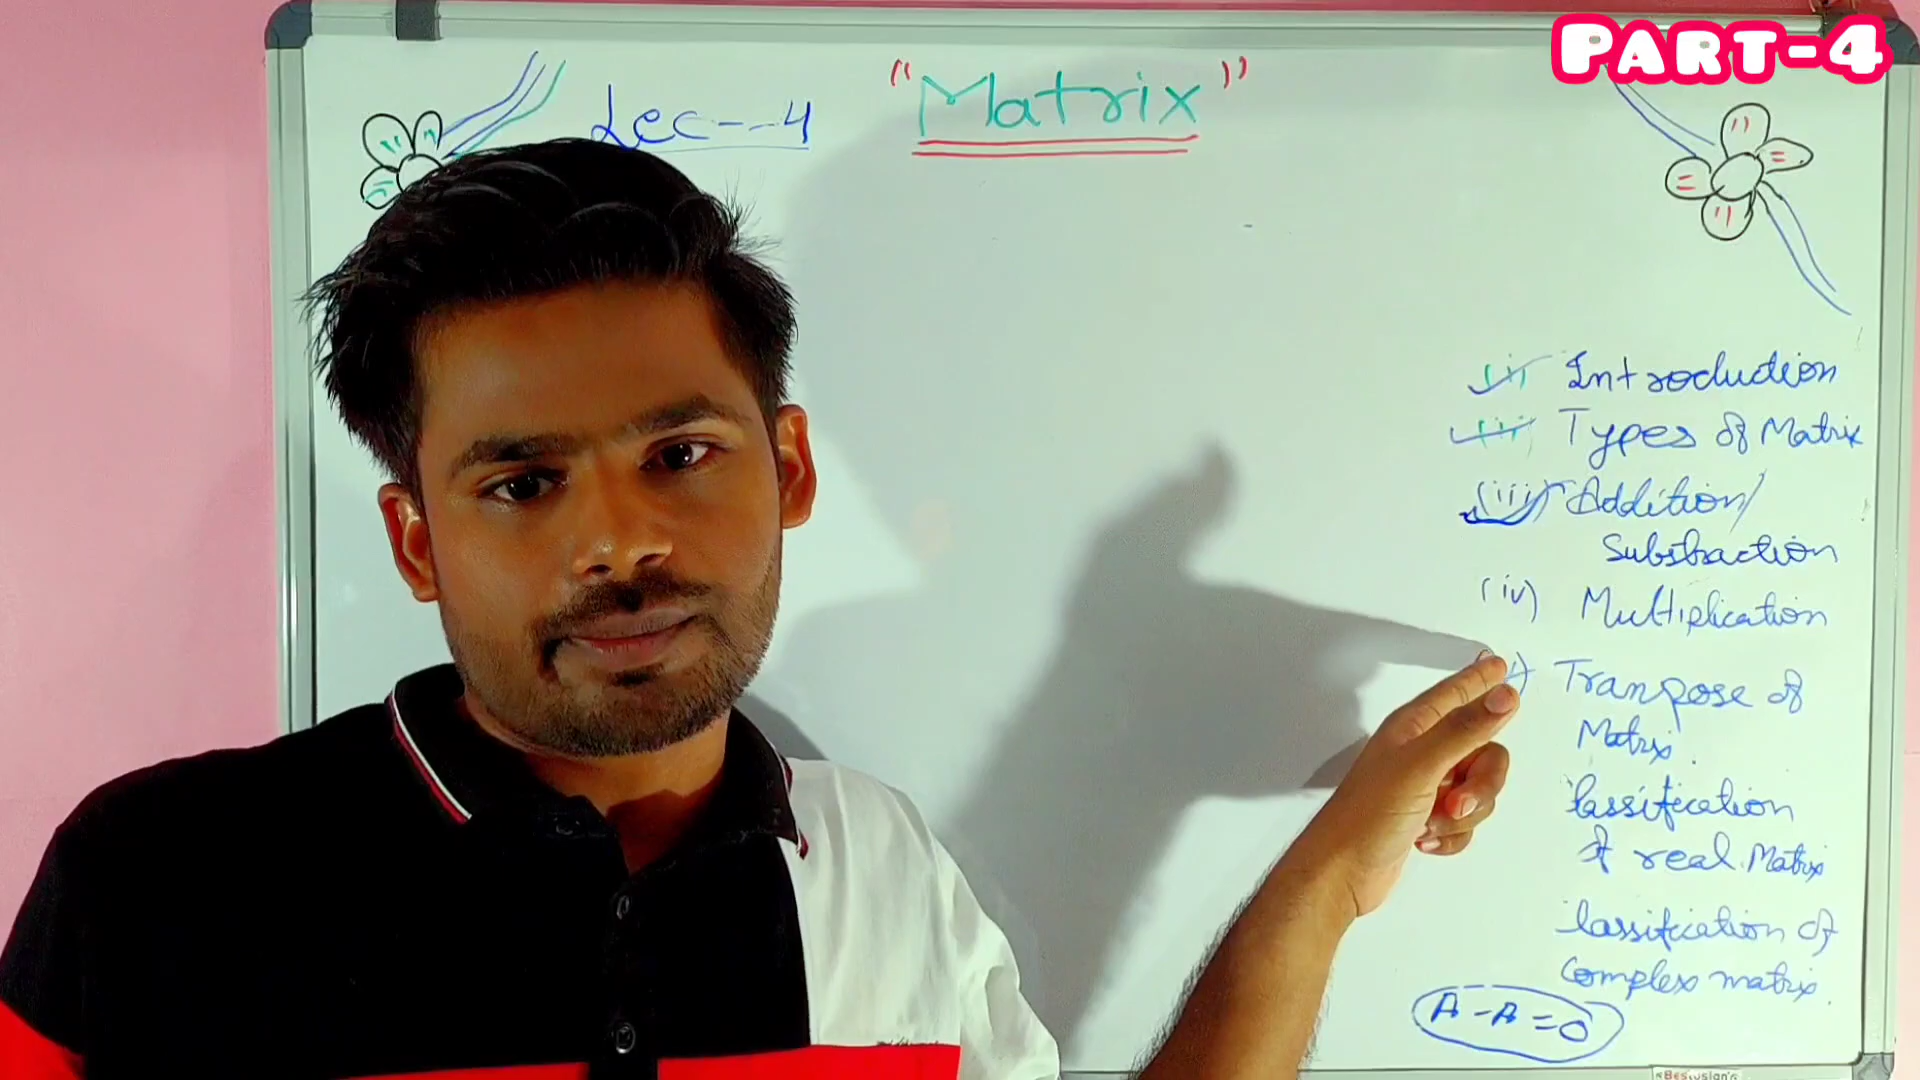 PART-4
Lec--4 "Matrix"
(i) Introduction
(ii) Types of Matrix
(iii) Addition/
Substraction
(iv) Multiplication
Tranpose of
Matrix.
lassification
of real Matrix
lassification of
Complex matrix.
A-A=0